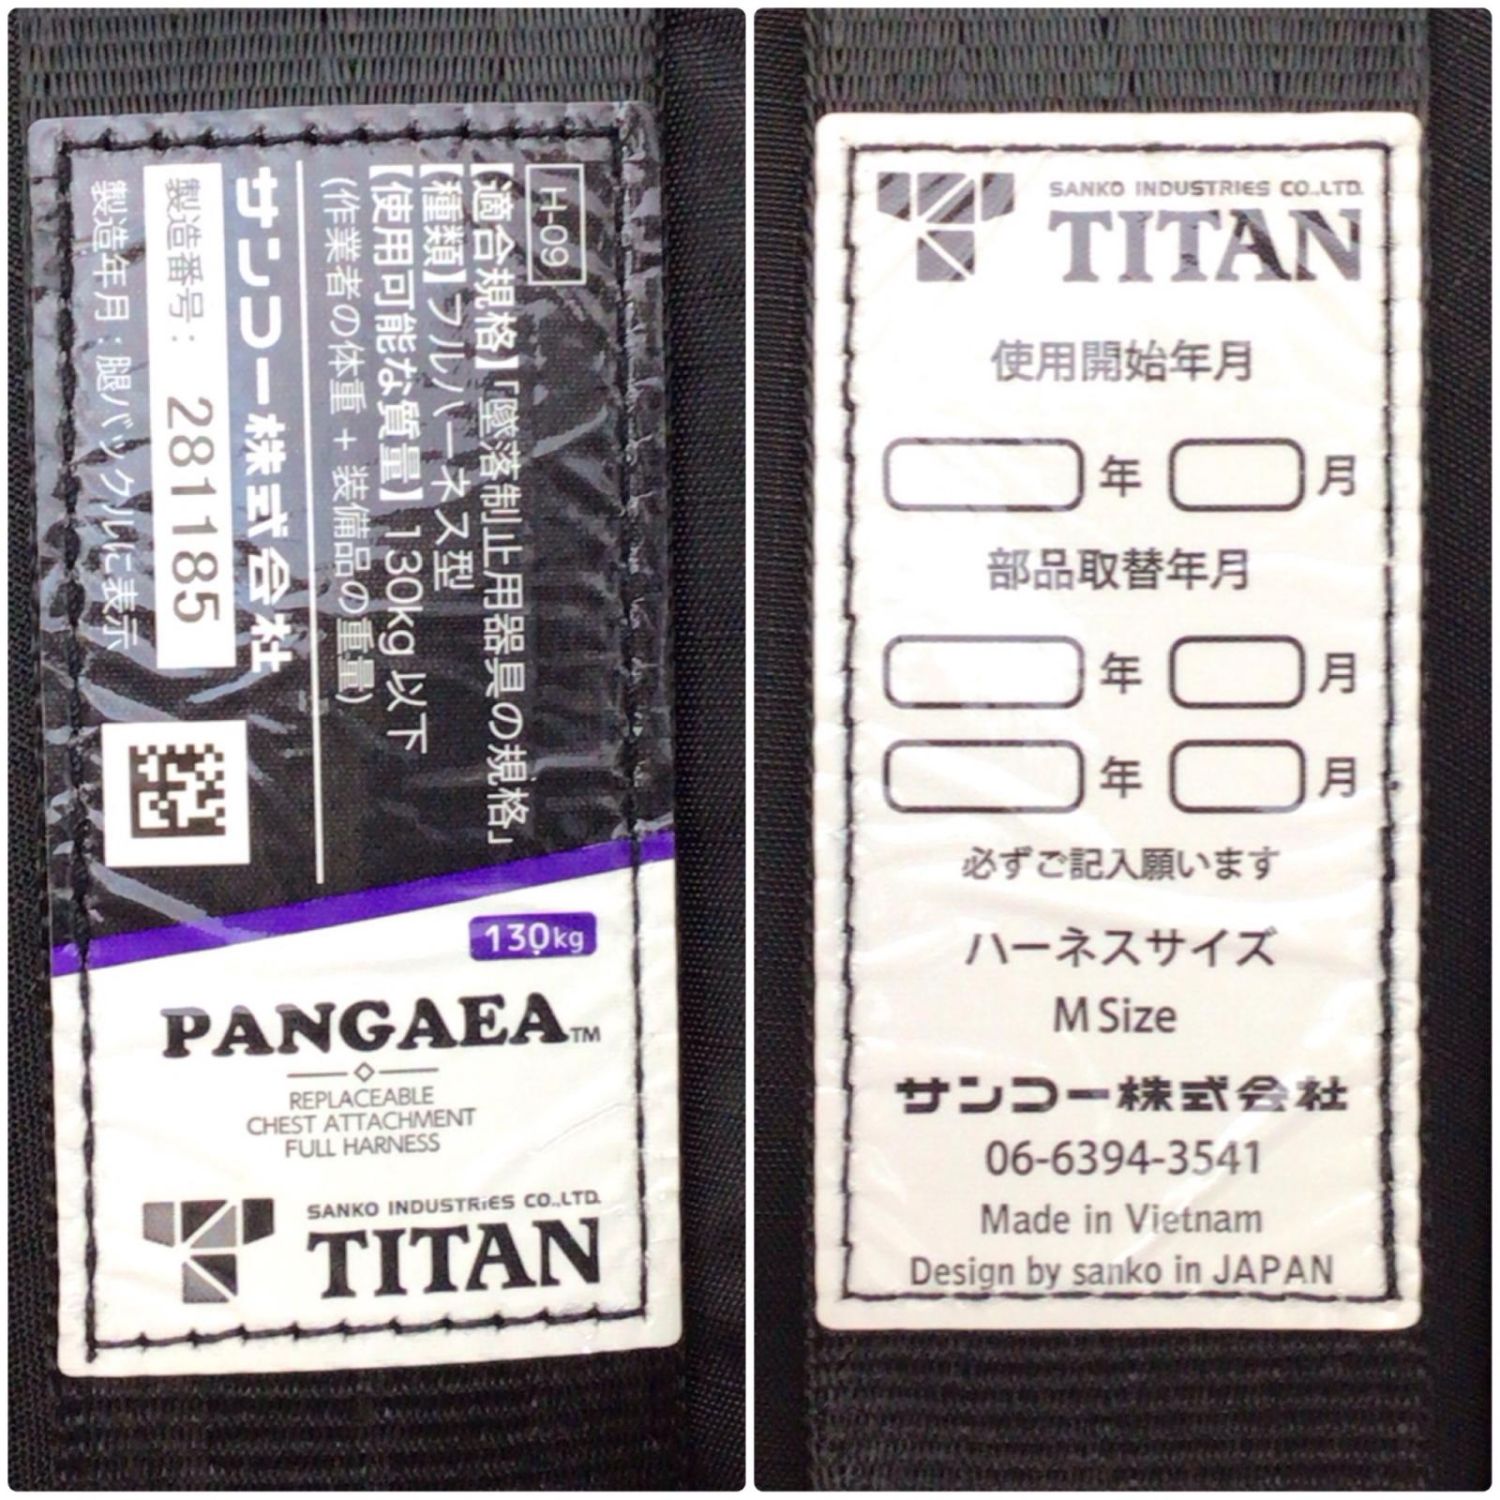 H-09
【適合規格】「墜落制止用器具の規格」
【種類】フルハーネス型
【使用可能な質量】130kg 以下
(作業者の体重 + 装備品の重量)
サンコー株式会社
製造番号: 281185
製造年月:腿バックルに表示
130kg
PANGAEA™
REPLACEABLE
CHEST ATTACHMENT
FULL HARNESS
SANKO INDUSTRIES CO.,LTD.
TITAN
SANKO INDUSTRIES CO.,LTD.
TITAN
使用開始年月
年 月
部品取替年月
年 月
年 月
必ずご記入願います
ハーネスサイズ
M Size
サンコー株式会社
06-6394-3541
Made in Vietnam
Design by sanko in JAPAN